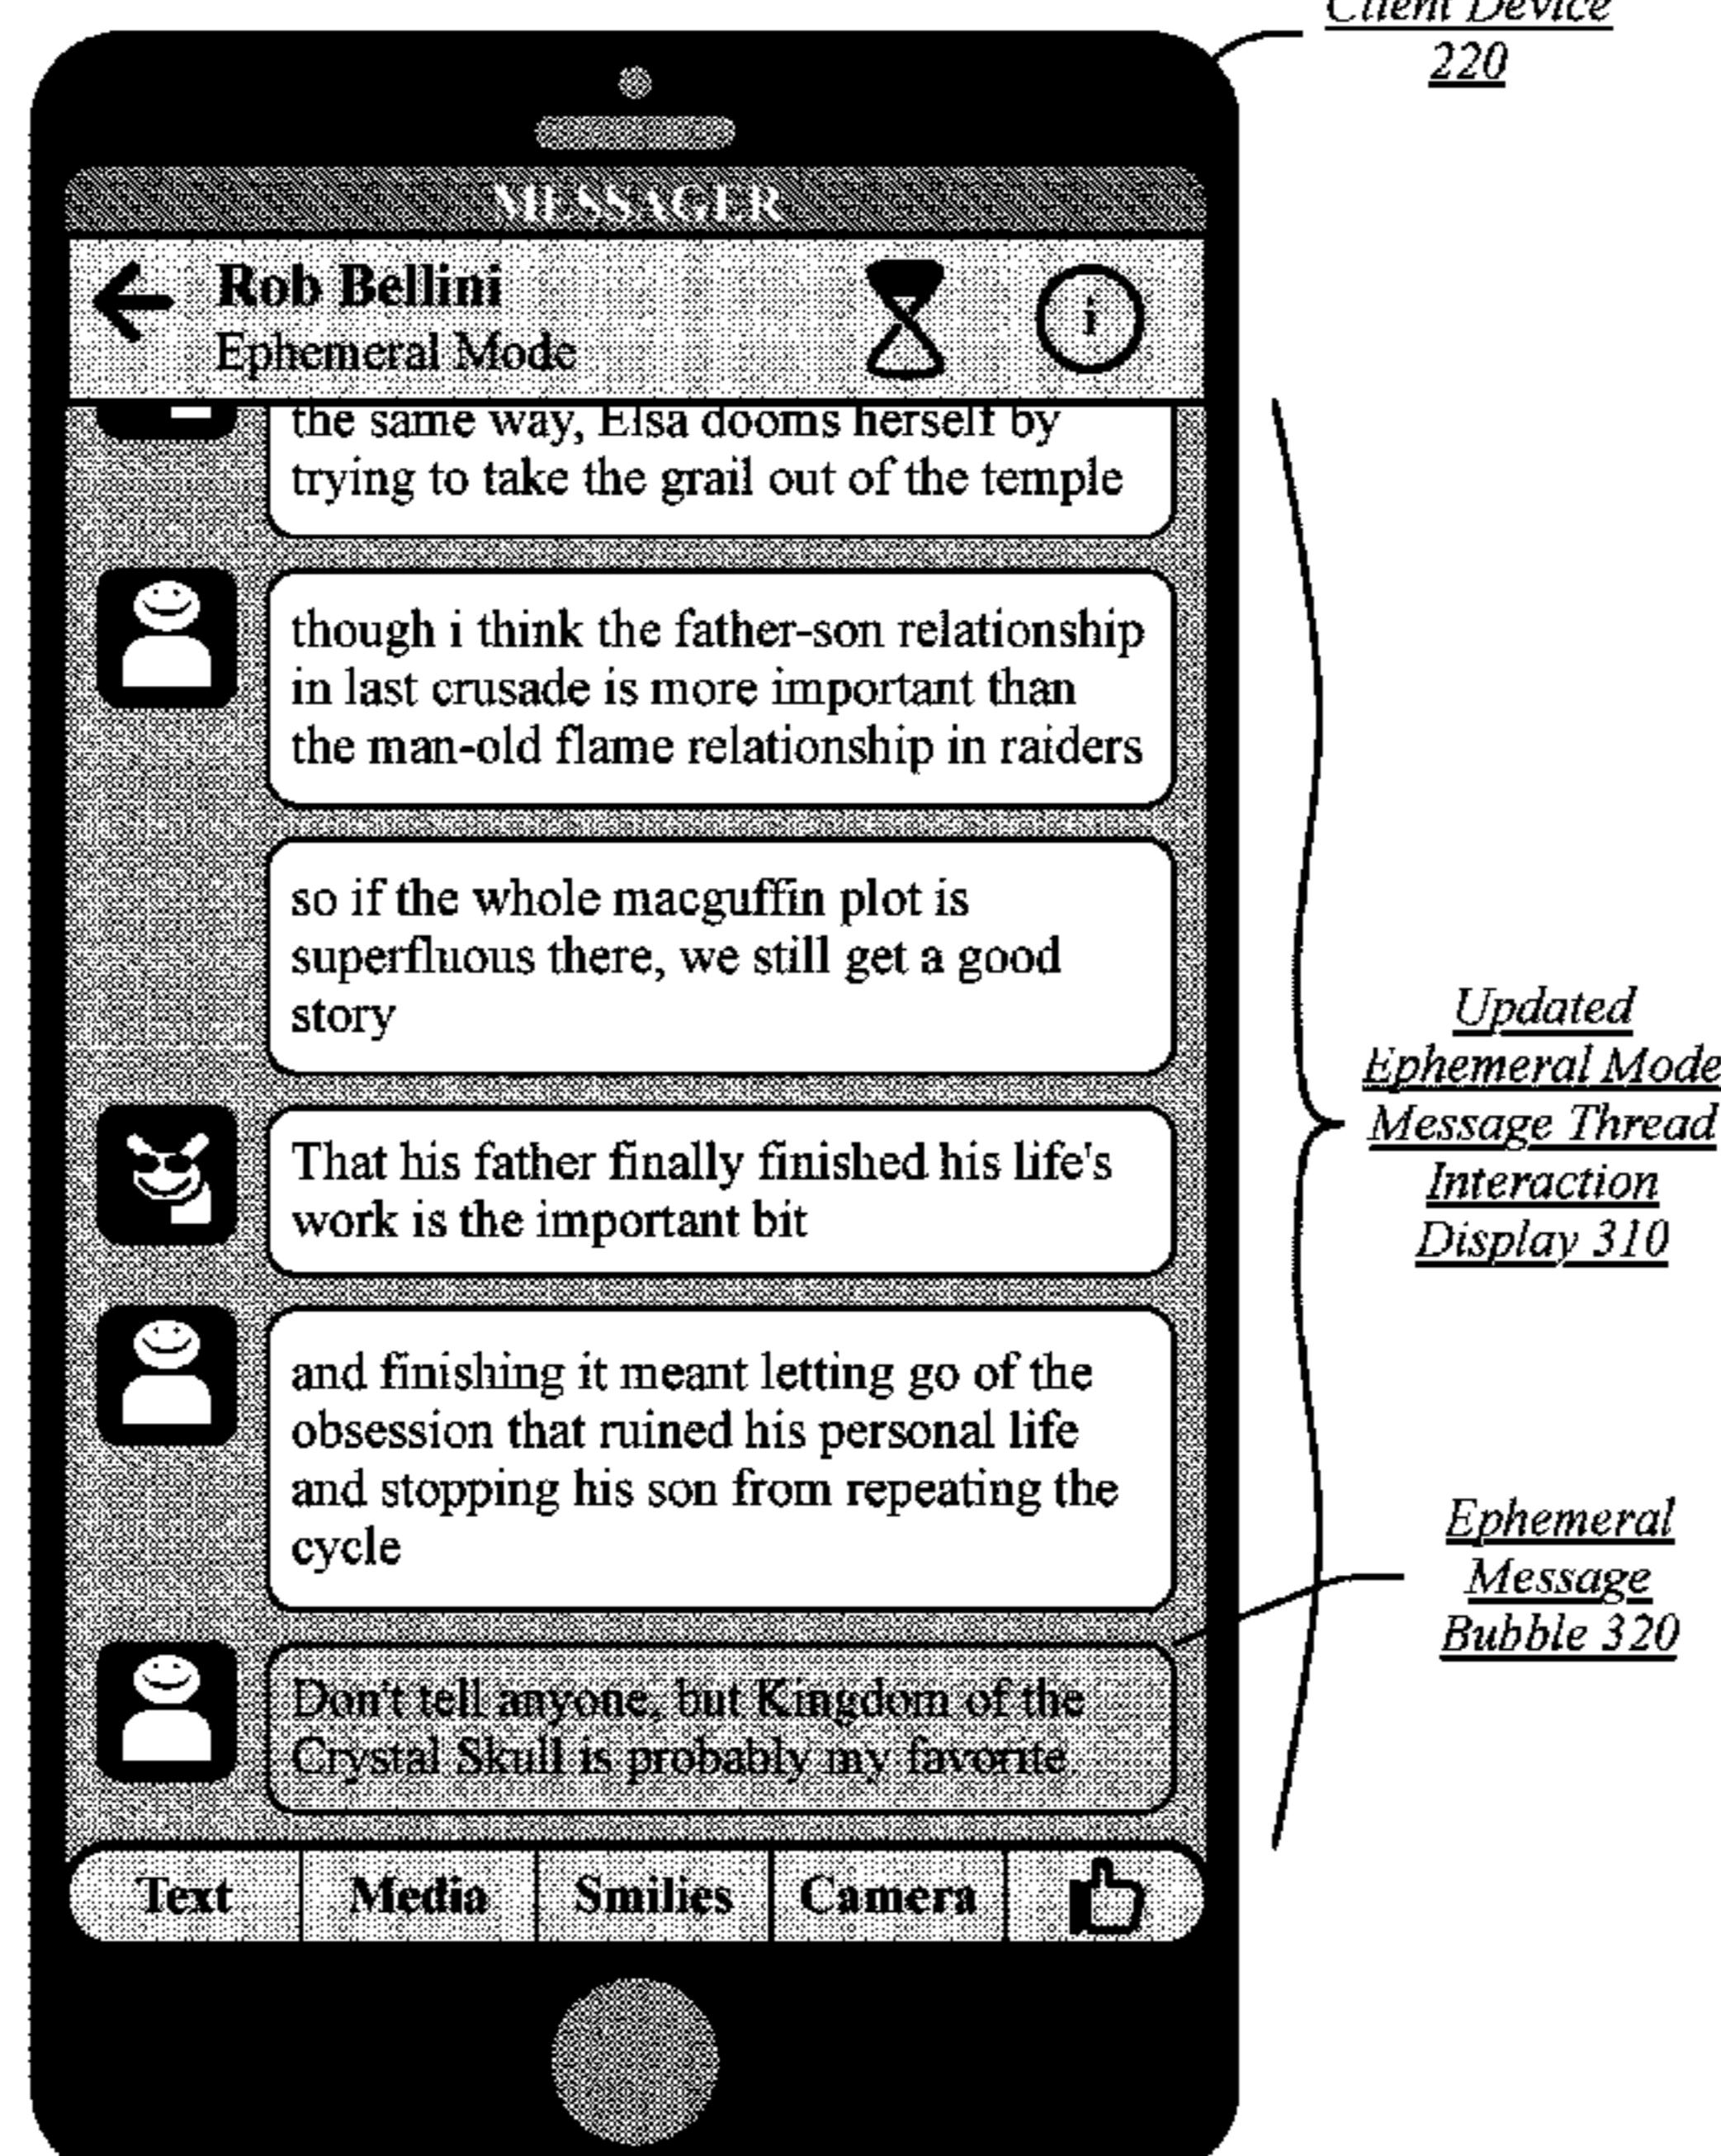 Client Device
220
MESSAGER
Rob Bellini
Ephemeral Mode
i
the same way, Elsa dooms herself by
trying to take the grail out of the temple
though i think the father-son relationship
in last crusade is more important than
the man-old flame relationship in raiders
so if the whole macguffin plot is
superfluous there, we still get a good
story
That his father finally finished his life's
work is the important bit
and finishing it meant letting go of the
obsession that ruined his personal life
and stopping his son from repeating the
cycle
Don't tell anyone, but Kingdom of the
Crystal Skull is probably my favorite.
Text Media Smilies Camera
Updated
Ephemeral Mode
Message Thread
Interaction
Display 310
Ephemeral
Message
Bubble 320